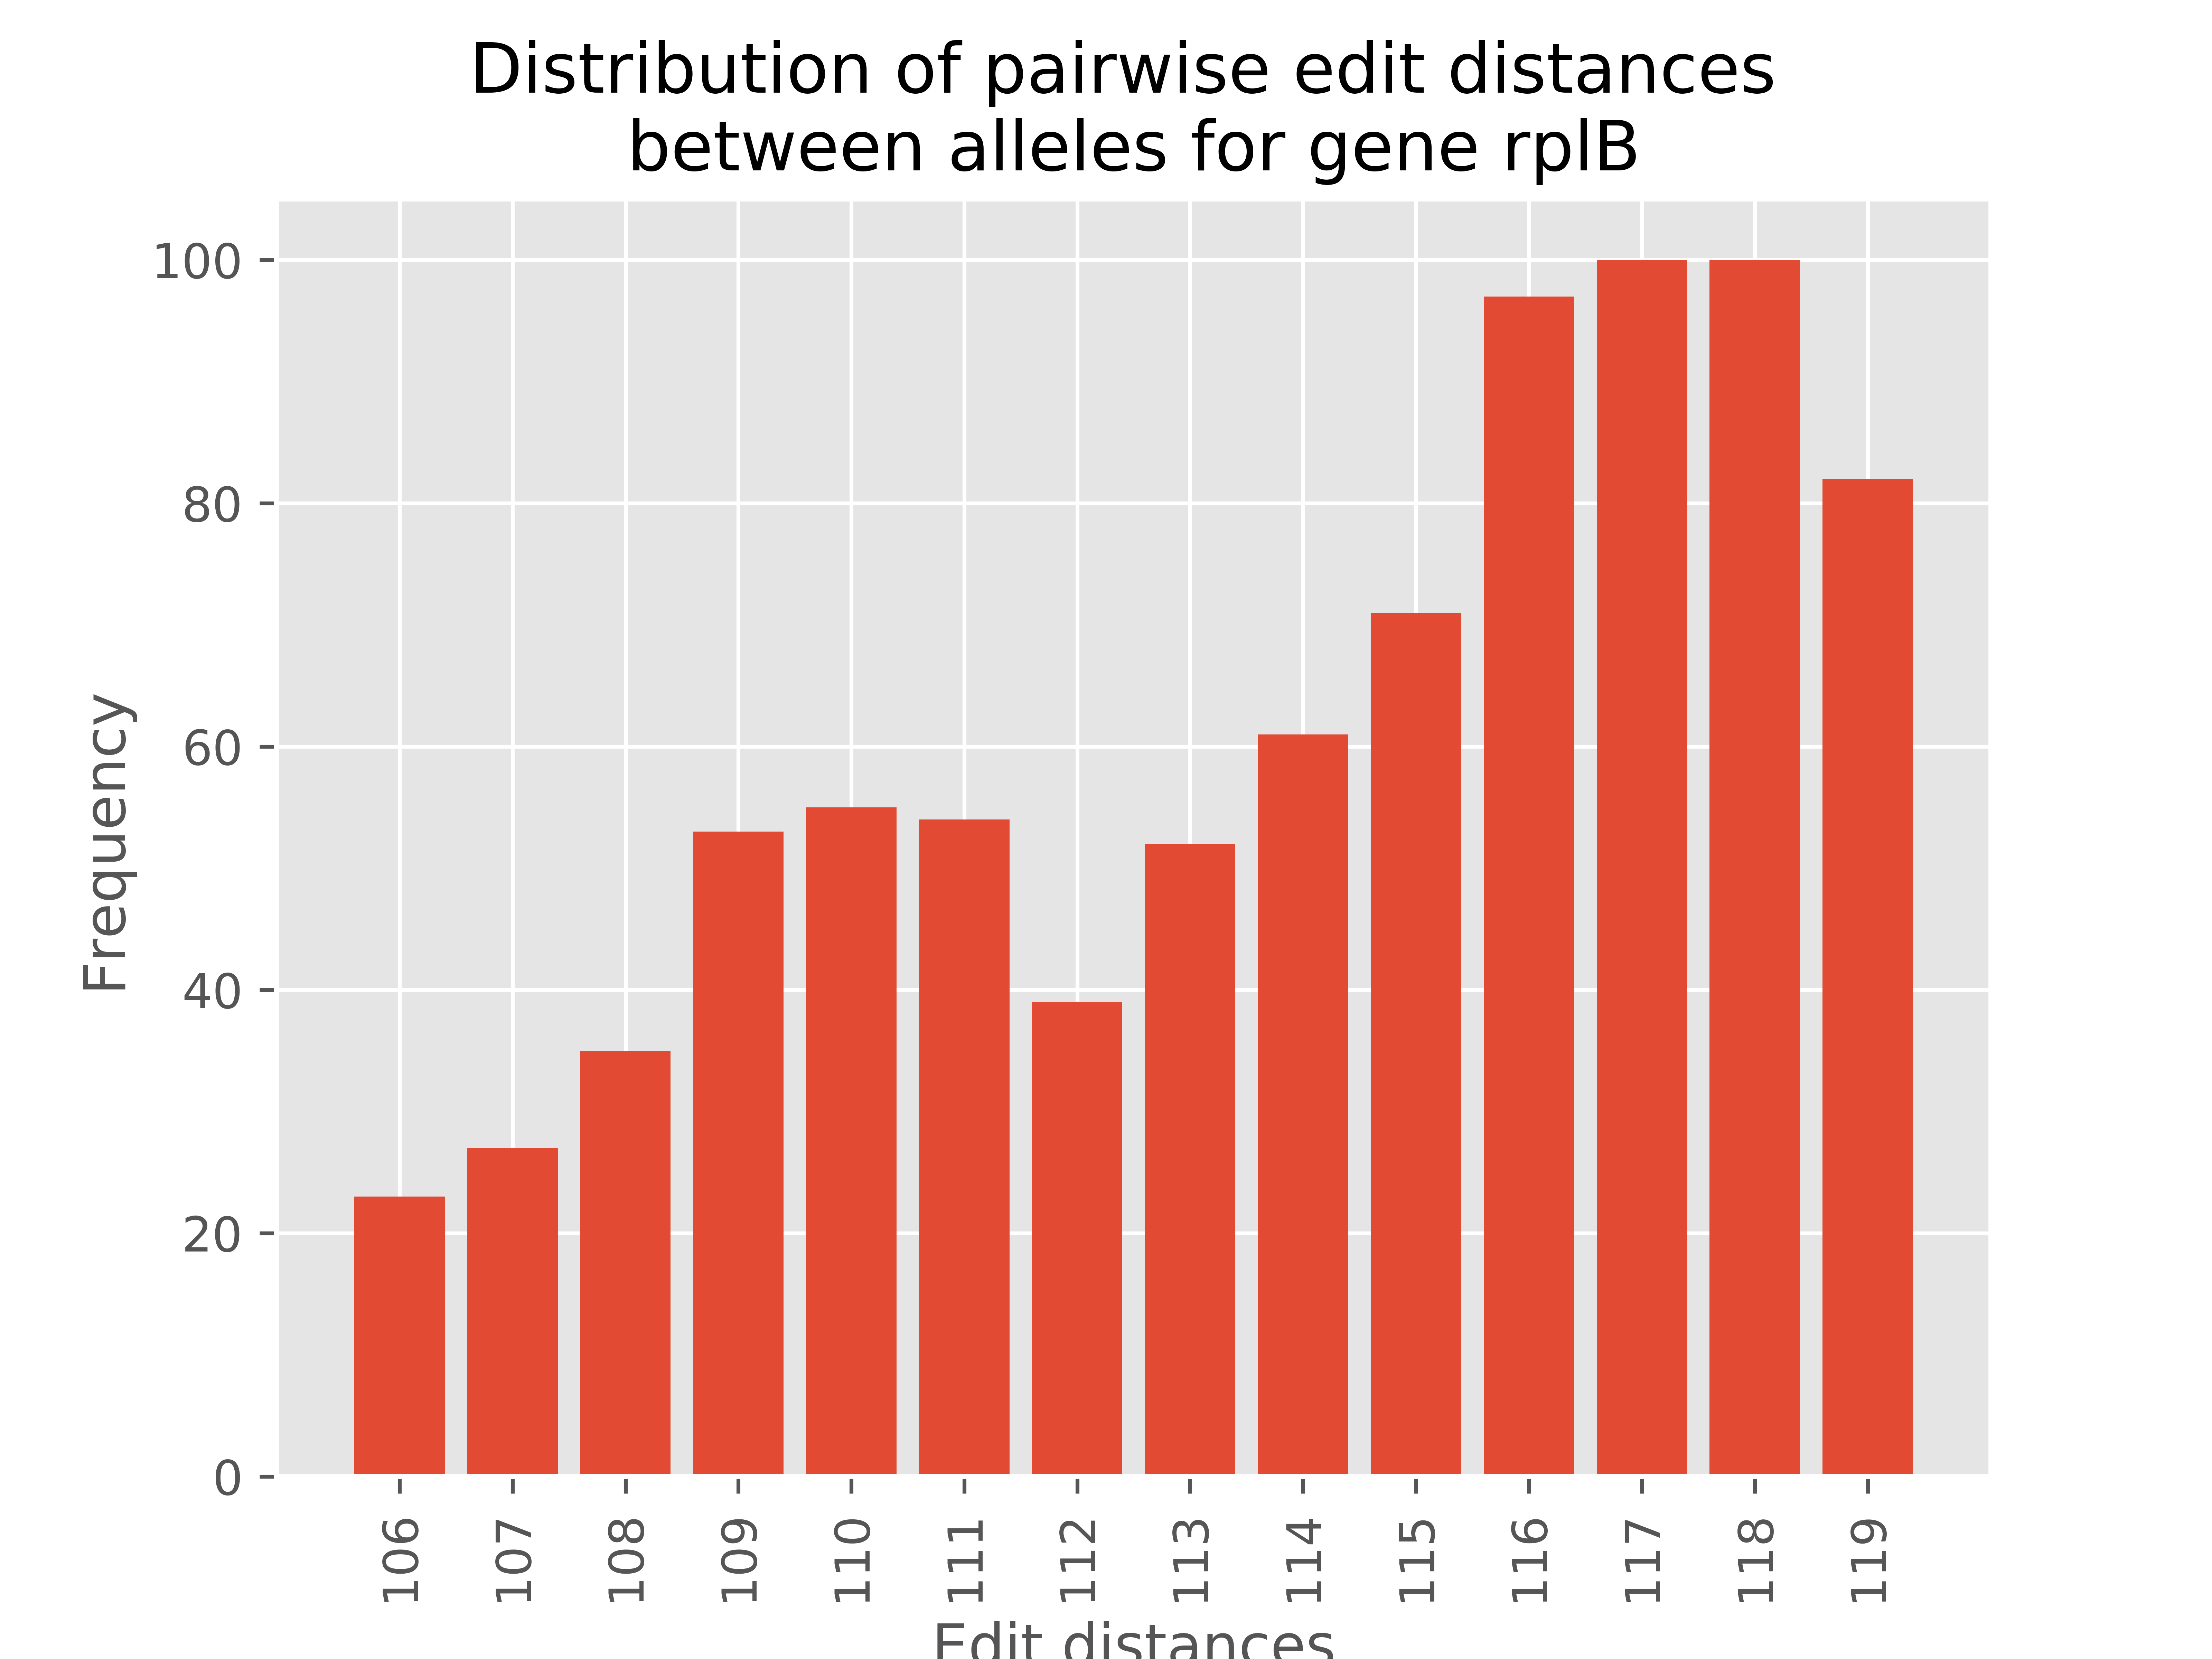 Distribution of pairwise edit distances
between alleles for gene rplB
Frequency
100
80
60
40
20
0
106 107 108 109 110 111 112 113 114 115 116 117 118 119
Edit distances